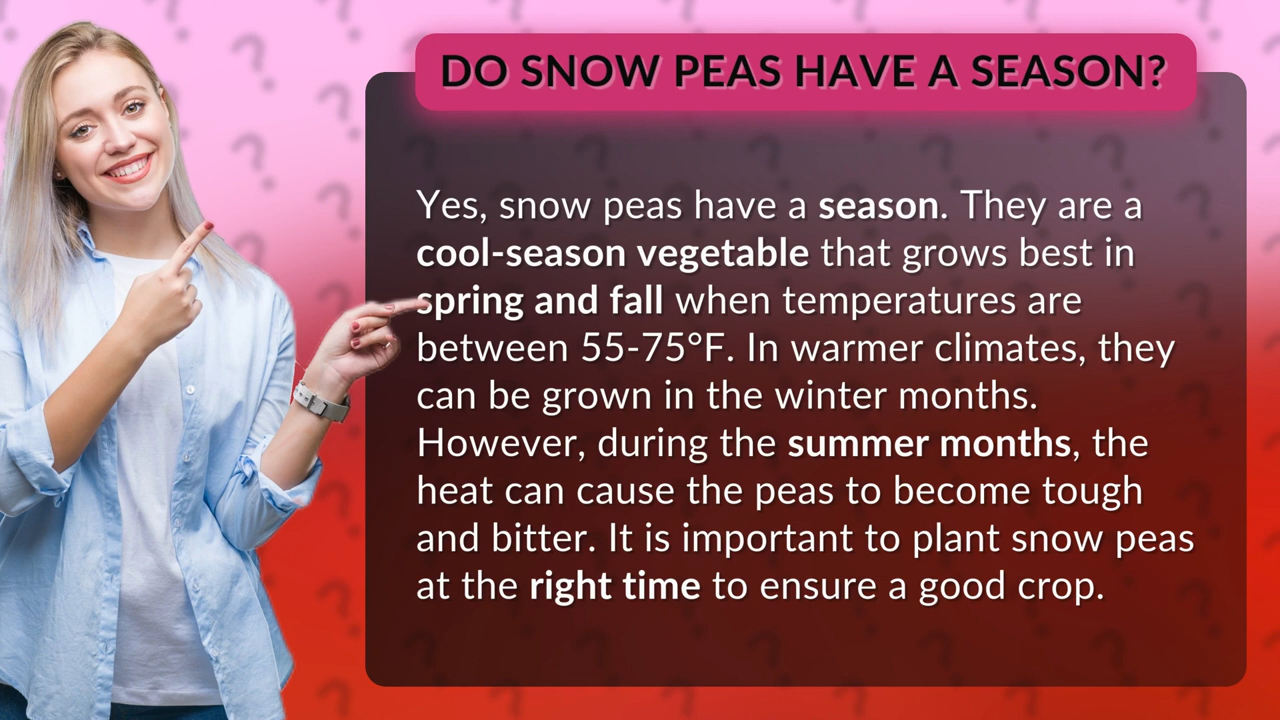 DO SNOW PEAS HAVE A SEASON?
Yes, snow peas have a season. They are a
cool-season vegetable that grows best in
spring and fall when temperatures are
between 55-75°F. In warmer climates, they
can be grown in the winter months.
However, during the summer months, the
heat can cause the peas to become tough
and bitter. It is important to plant snow peas
at the right time to ensure a good crop.